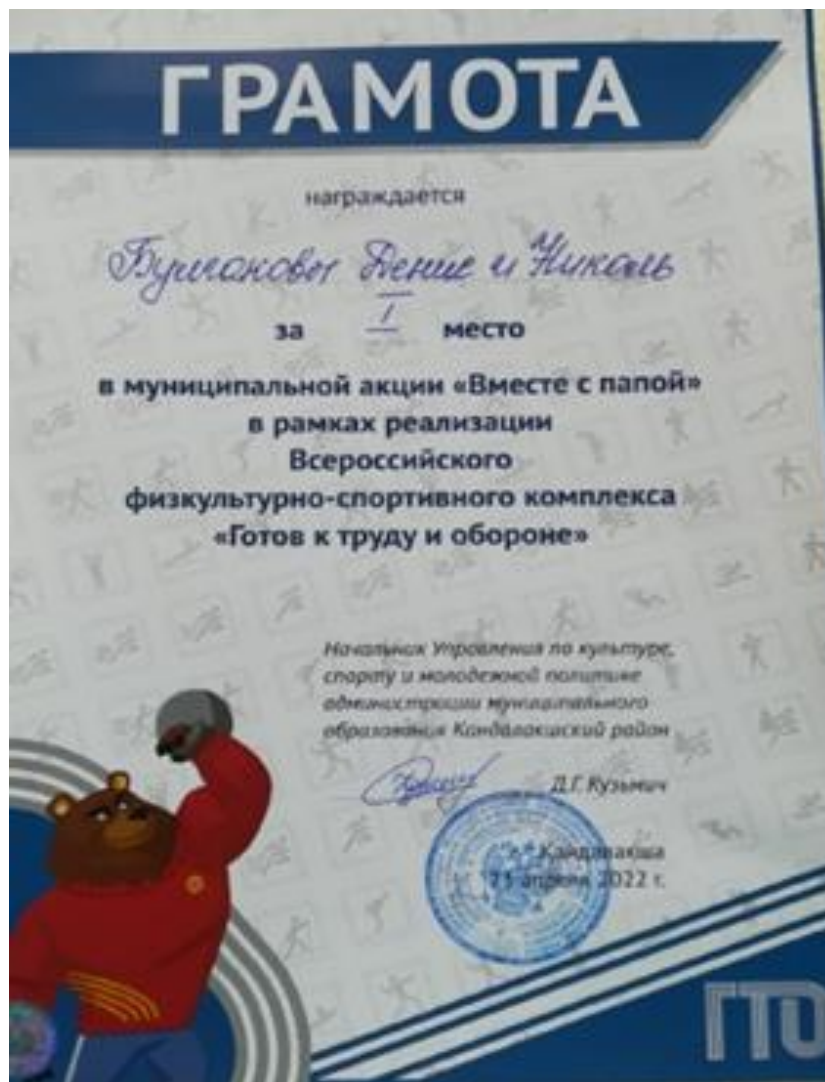 ГРАМОТА
награждается
Денис и Николь
за I место
в муниципальной акции «Вместе с папой»
в рамках реализации
Всероссийского
физкультурно-спортивного комплекса
«Готов к труду и обороне»
Начальник Управления по культуре,
спорту и молодежной политике
администрации муниципального
образования Кандалакшский район
Д.Г. Кузьмич
г. Кандалакша
апреля 2022 г.
ГТО